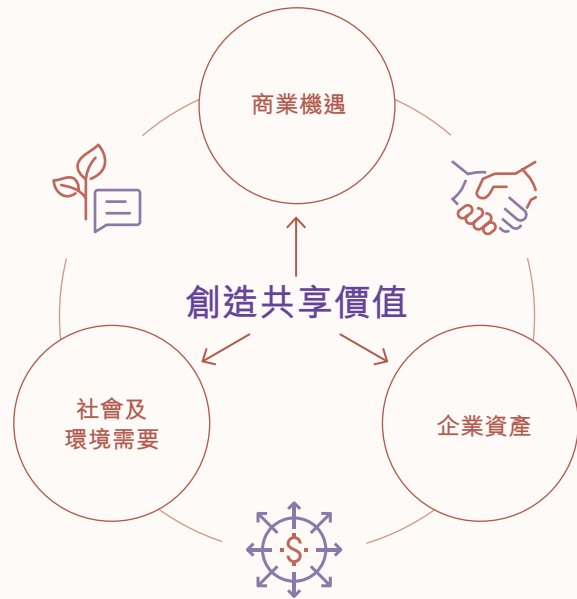 商業機遇
創造共享價值
社會及
環境需要
企業資產
$